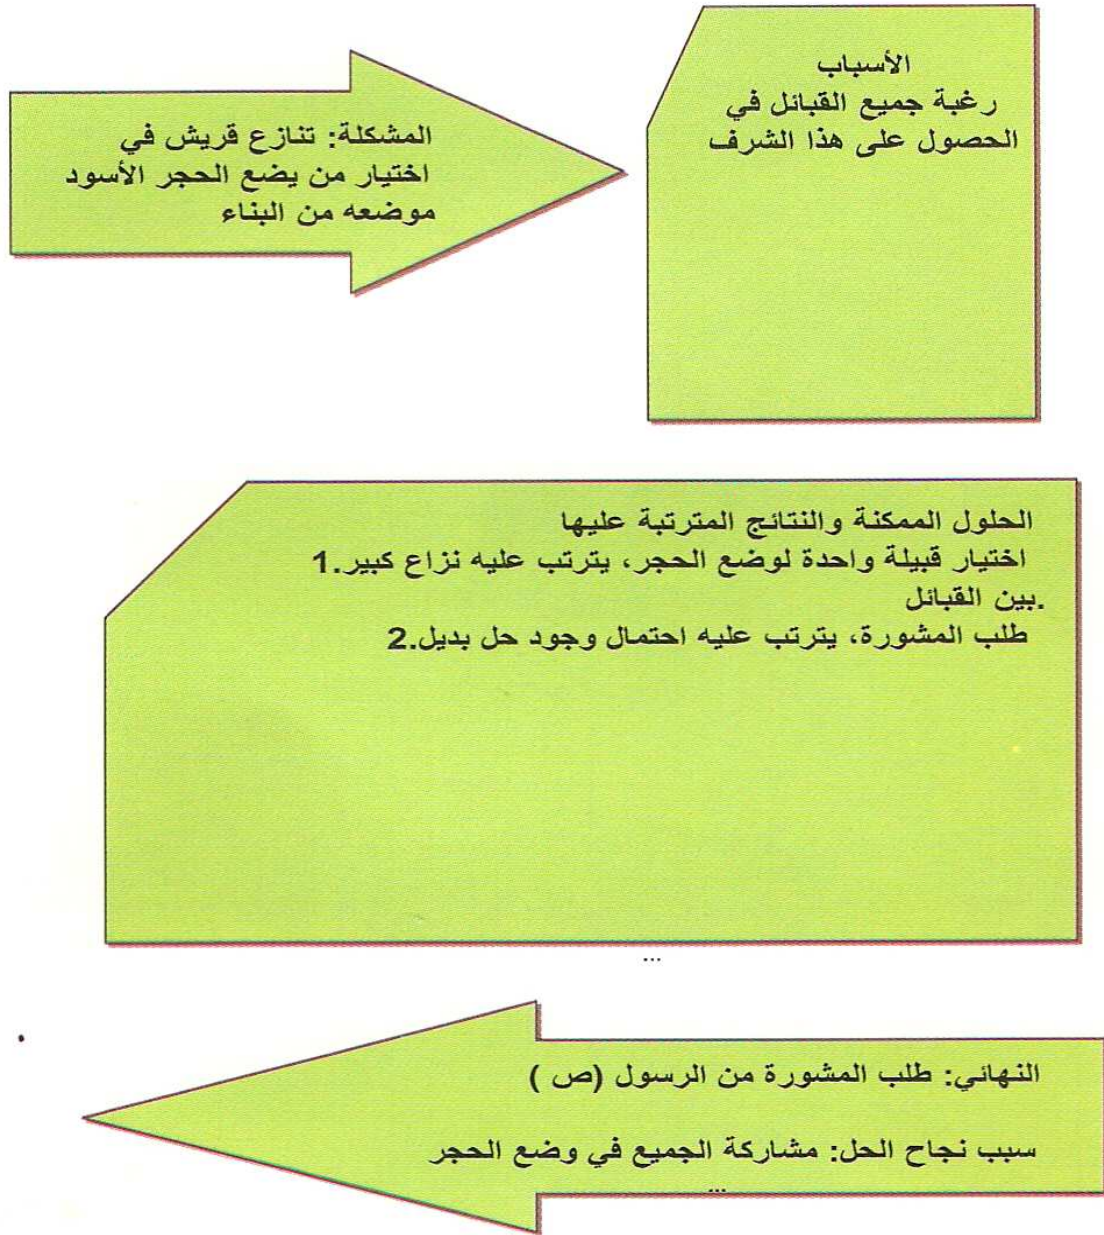 المشكلة: تنازع قريش في
اختيار من يضع الحجر الأسود
موضعه من البناء
الأسباب
رغبة جميع القبائل في
الحصول على هذا الشرف
الحلول الممكنة والنتائج المترتبة عليها
اختيار قبيلة واحدة لوضع الحجر، يترتب عليه نزاع كبير.1
.بين القبائل
طلب المشورة، يترتب عليه احتمال وجود حل بديل.2
...
النهائي: طلب المشورة من الرسول (ص )
سبب نجاح الحل: مشاركة الجميع في وضع الحجر
...